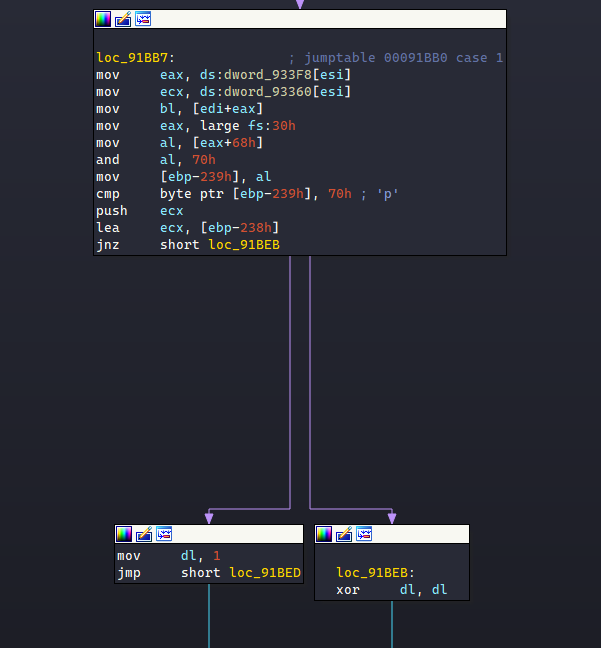 loc_91BB7: ; jumptable 00091BB0 case 1
mov eax, ds:dword_933F8[esi]
mov ecx, ds:dword_93360[esi]
mov bl, [edi+eax]
mov eax, large fs:30h
mov al, [eax+68h]
and al, 70h
mov [ebp-239h], al
cmp byte ptr [ebp-239h], 70h ; 'p'
push ecx
lea ecx, [ebp-238h]
jnz short loc_91BEB
mov dl, 1
jmp short loc_91BED
loc_91BEB:
xor dl, dl